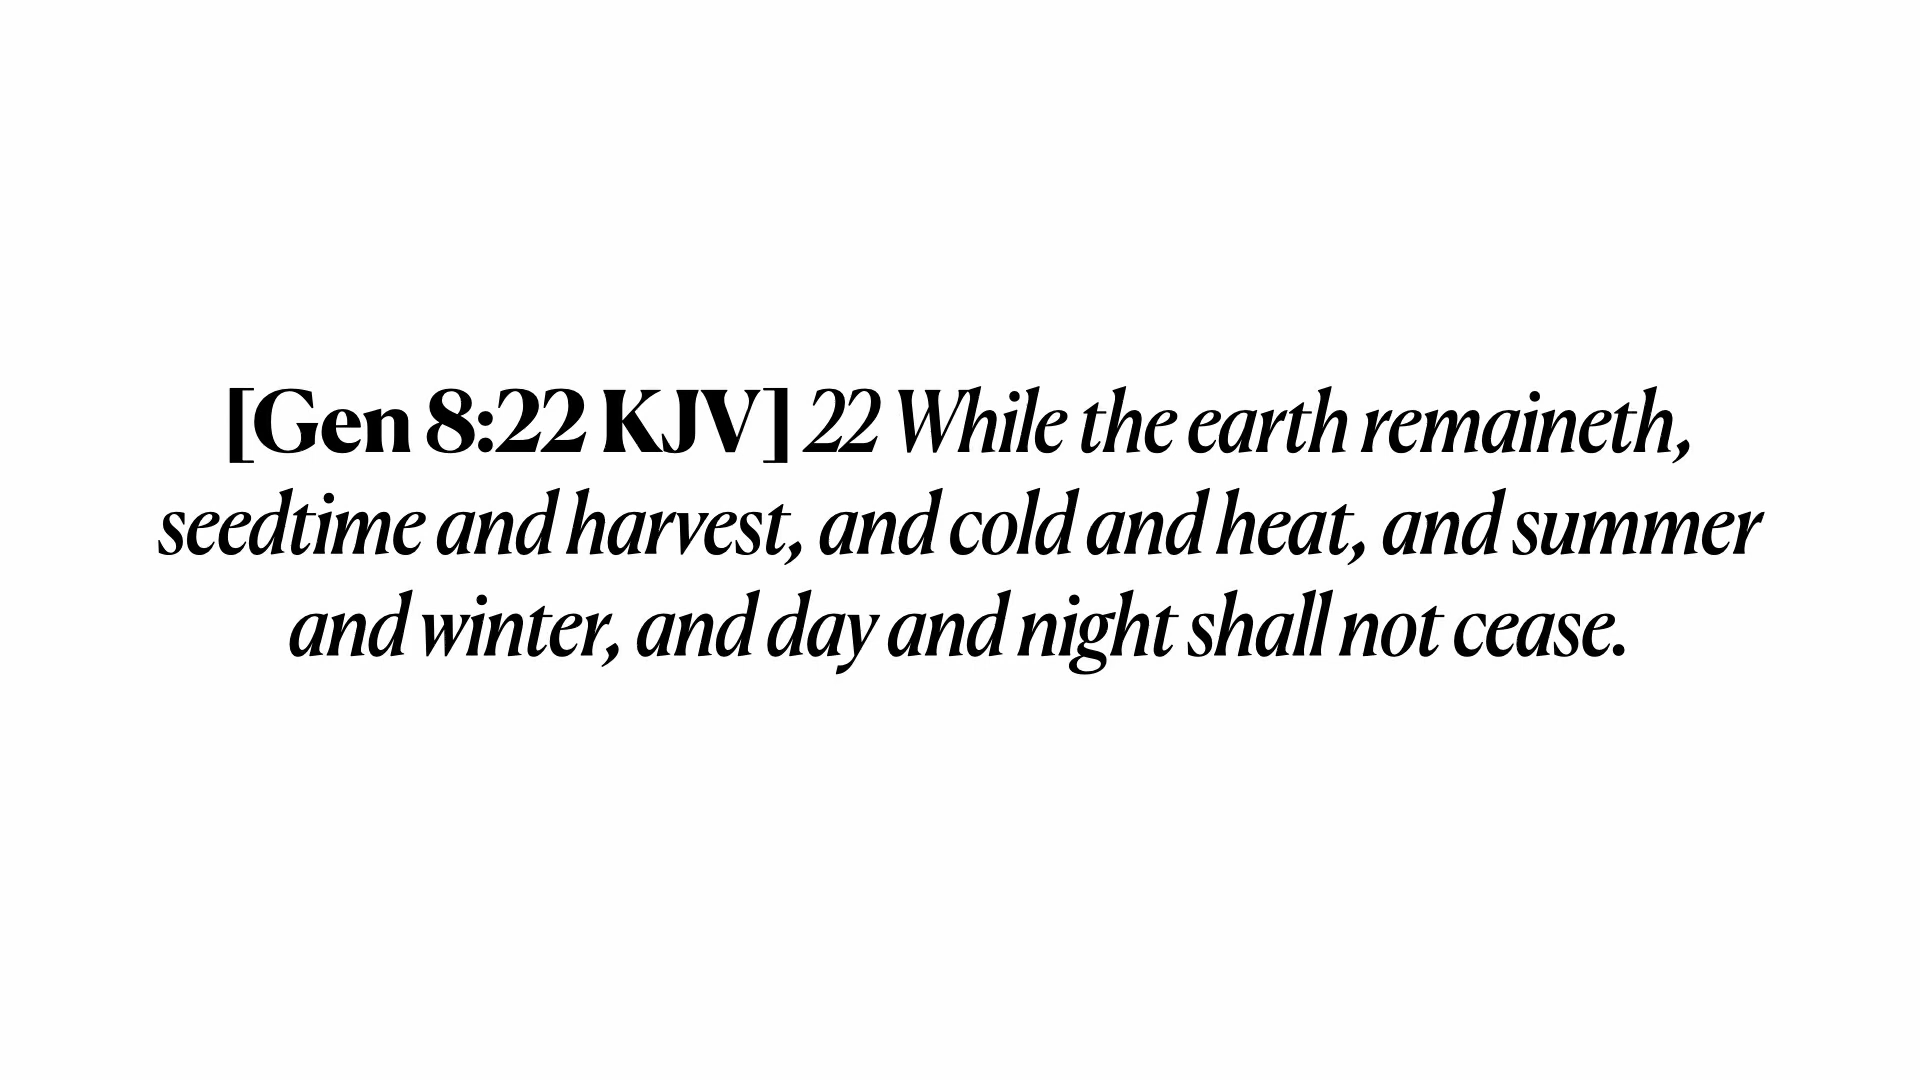 [Gen 8:22 KJV] 22 While the earth remaineth,
seedtime and harvest, and cold and heat, and summer
and winter, and day and night shall not cease.